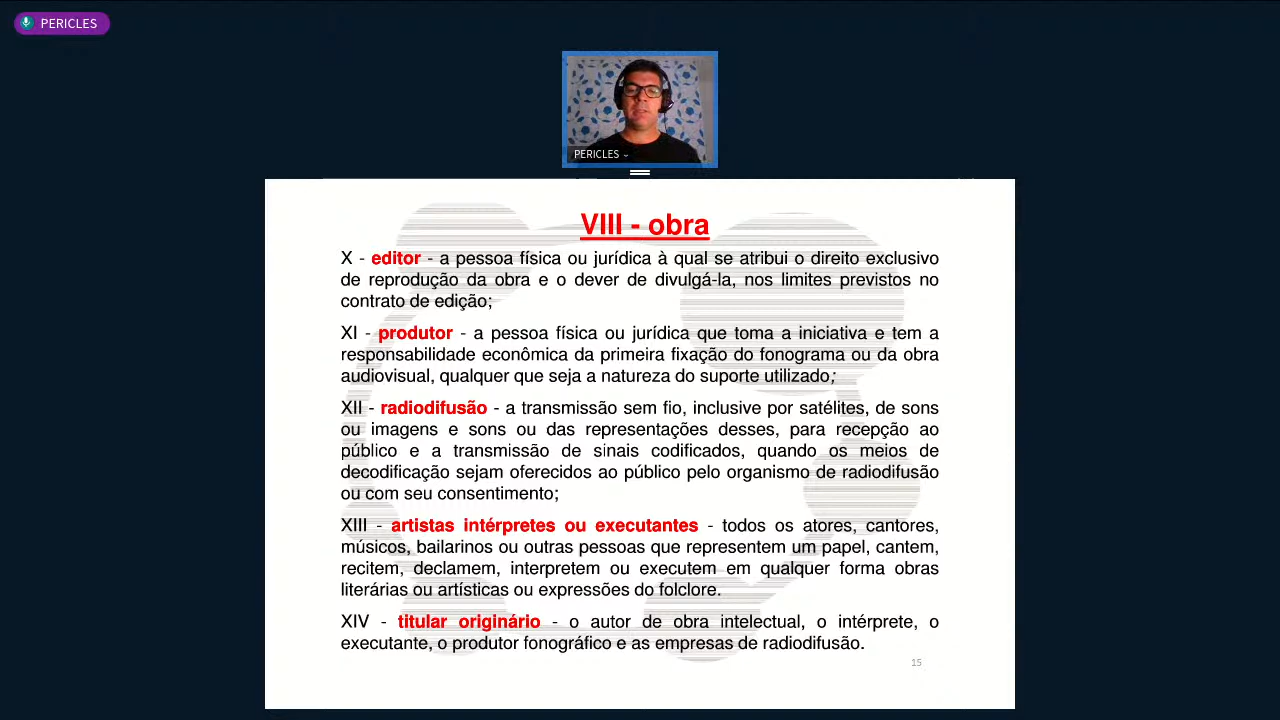 PERICLES
PERICLES
VIII - obra
X - editor - a pessoa física ou jurídica à qual se atribui o direito exclusivo
de reprodução da obra e o dever de divulgá-la, nos limites previstos no
contrato de edição;
XI - produtor - a pessoa física ou jurídica que toma a iniciativa e tem a
responsabilidade econômica da primeira fixação do fonograma ou da obra
audiovisual, qualquer que seja a natureza do suporte utilizado;
XII - radiodifusão - a transmissão sem fio, inclusive por satélites, de sons
ou imagens e sons ou das representações desses, para recepção ao
público e a transmissão de sinais codificados, quando os meios de
decodificação sejam oferecidos ao público pelo organismo de radiodifusão
ou com seu consentimento;
XIII - artistas intérpretes ou executantes - todos os atores, cantores,
músicos, bailarinos ou outras pessoas que representem um papel, cantem,
recitem, declamem, interpretem ou executem em qualquer forma obras
literárias ou artísticas ou expressões do folclore.
XIV - titular originário - o autor de obra intelectual, o intérprete, o
executante, o produtor fonográfico e as empresas de radiodifusão.
15